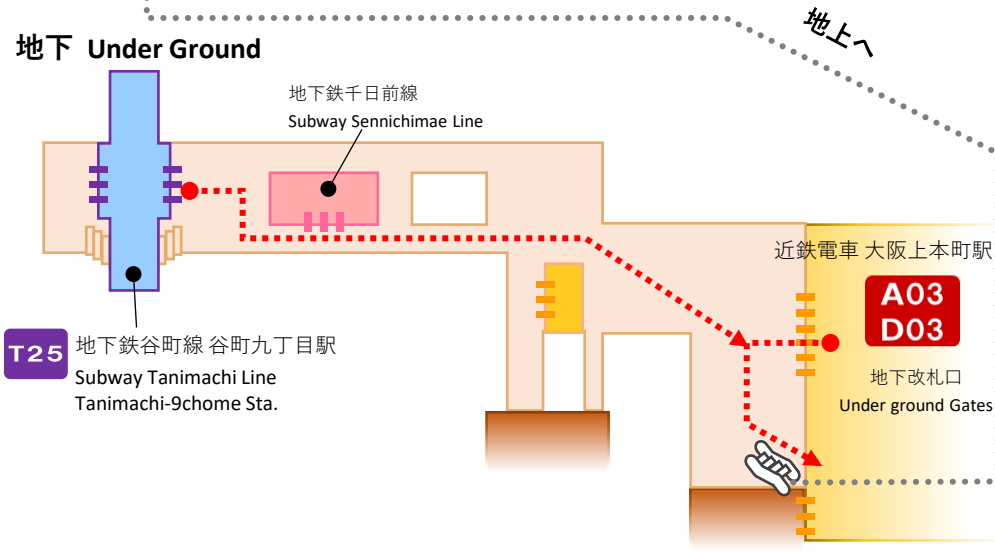 地上へ
地下 Under Ground
地下鉄千日前線
Subway Sennichimae Line
近鉄電車 大阪上本町駅
A03
D03
地下改札口
Under ground Gates
T25
地下鉄谷町線 谷町九丁目駅
Subway Tanimachi Line
Tanimachi-9chome Sta.